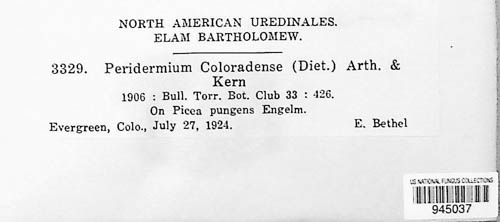 NORTH AMERICAN UREDINALES.
ELAM BARTHOLOMEW.
3329. Peridermium Coloradense (Diet.) Arth. &
Kern
1906 : Bull. Torr. Bot. Club 33 : 426.
On Picea pungens Engelm.
Evergreen, Colo., July 27, 1924. E. Bethel
US NATIONAL FUNGUS COLLECTIONS
945037